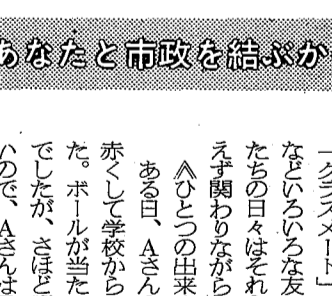 あなたと市政を結ぶか
「クラスメート」
などいろいろな友
たちの日々はそれ
えず関わりながら
≪ひとつの出来
ある日、Aさん
赤くして学校から
た。ボールが当た
でしたが、さほど
いので、Aさんは